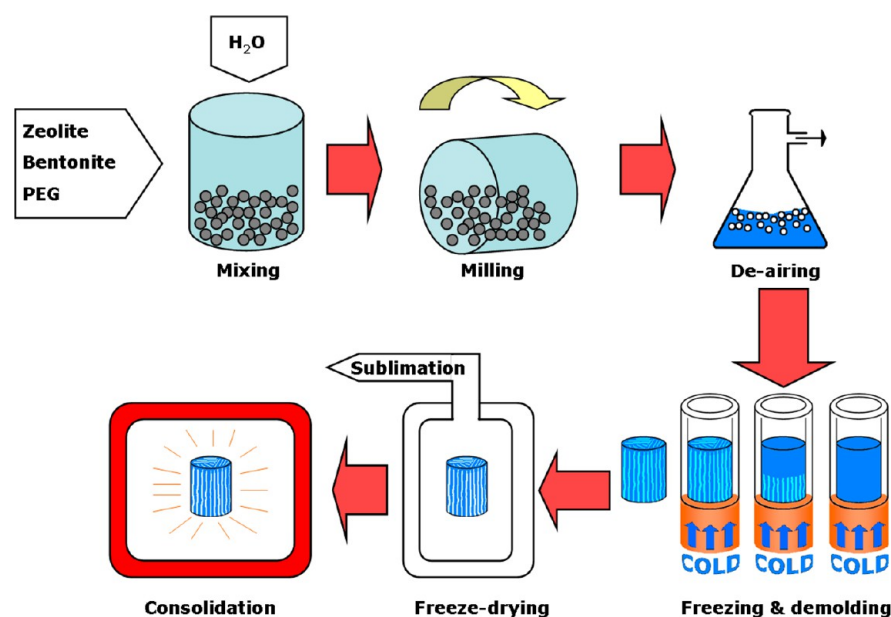 H₂O
Zeolite
Bentonite
PEG
Mixing
Milling
De-airing
Sublimation
COLD
COLD
COLD
Consolidation
Freeze-drying
Freezing & demolding